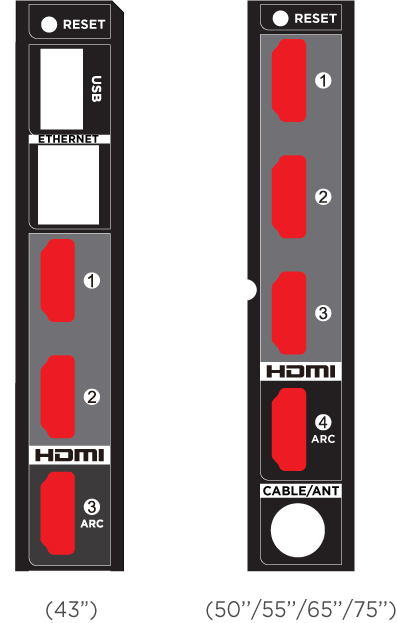 RESET
USB
ETHERNET
1
2
HDMI
3
ARC
(43”)
RESET
1
2
3
HDMI
4
ARC
CABLE/ANT
(50”/55”/65”/75”)